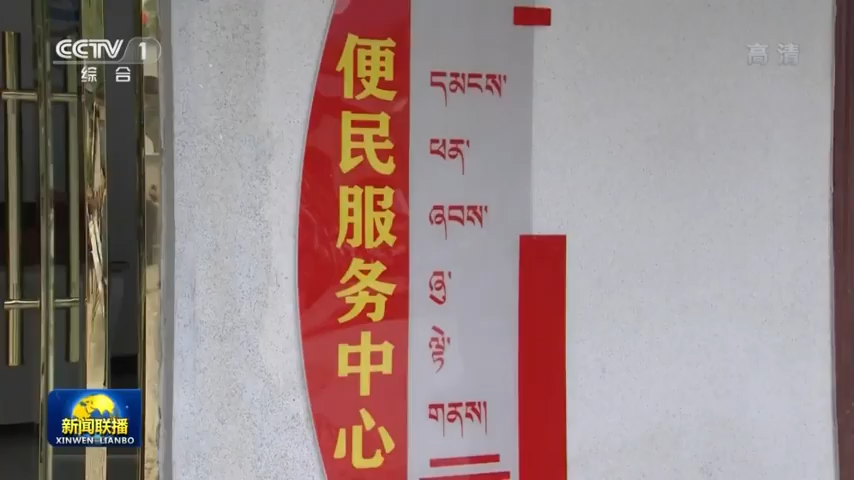 CCTV 1
综合
高清
便民服务中心
དམངས་
ཕན་
ཞབས་
ཞུ་
ལྟེ་
གནས།
新闻联播
XINWEN-LIANBO